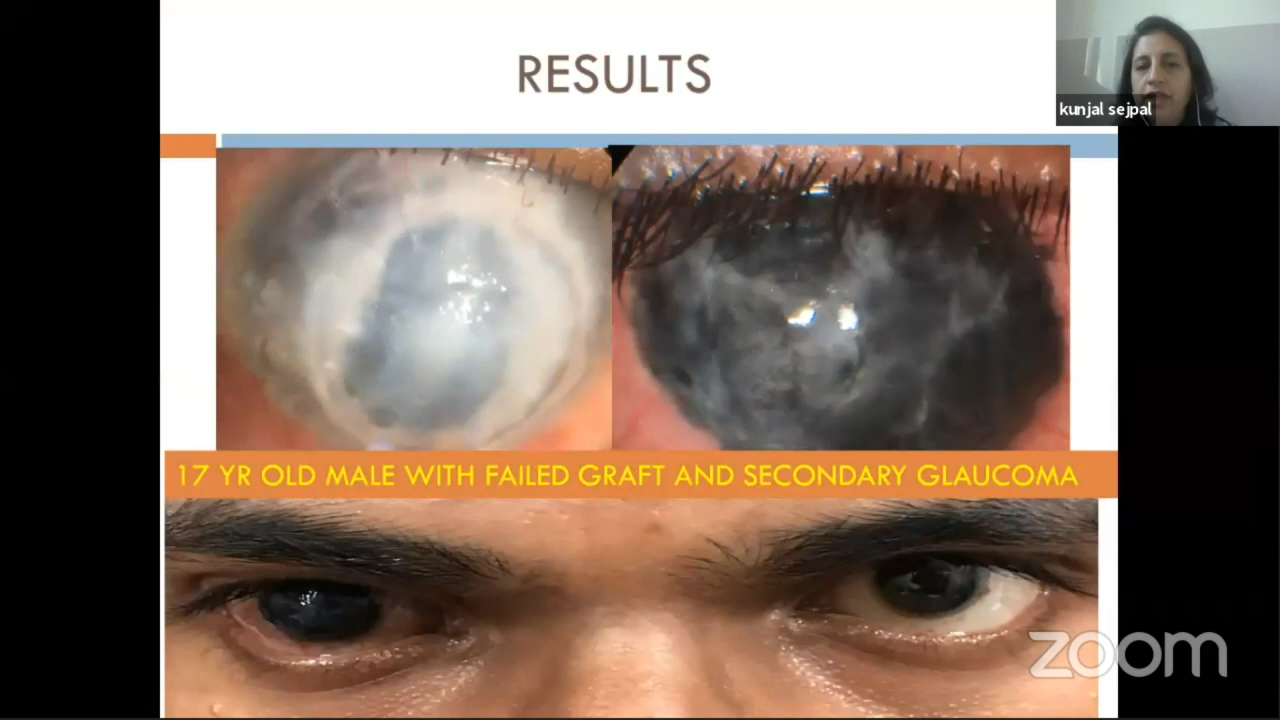 RESULTS
kunjal sejpal
17 YR OLD MALE WITH FAILED GRAFT AND SECONDARY GLAUCOMA
zoom